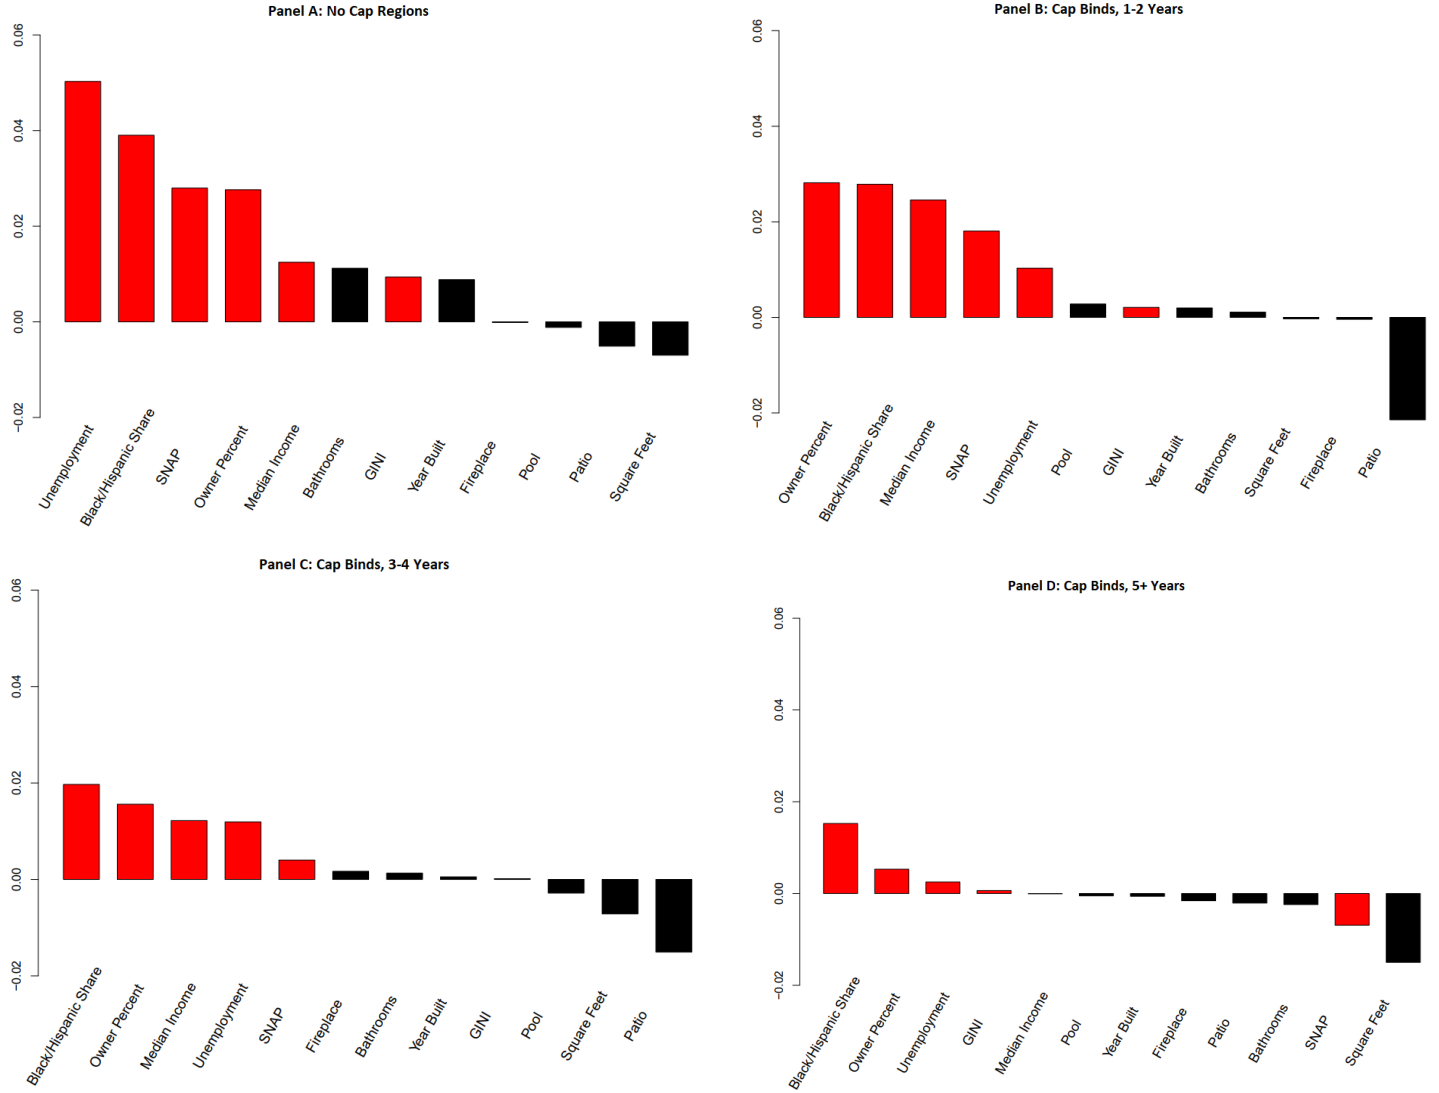 Panel A: No Cap Regions
0.06
0.04
0.02
0.00
−0.02
Unemployment
Black/Hispanic Share
SNAP
Owner Percent
Median Income
Bathrooms
GINI
Year Built
Fireplace
Pool
Patio
Square Feet
Panel B: Cap Binds, 1-2 Years
0.06
0.04
0.02
0.00
−0.02
Owner Percent
Black/Hispanic Share
Median Income
SNAP
Unemployment
Pool
GINI
Year Built
Bathrooms
Square Feet
Fireplace
Patio
Panel C: Cap Binds, 3-4 Years
0.06
0.04
0.02
0.00
−0.02
Black/Hispanic Share
Owner Percent
Median Income
Unemployment
SNAP
Fireplace
Bathrooms
Year Built
GINI
Pool
Square Feet
Patio
Panel D: Cap Binds, 5+ Years
0.06
0.04
0.02
0.00
−0.02
Black/Hispanic Share
Owner Percent
Unemployment
GINI
Median Income
Pool
Year Built
Fireplace
Patio
Bathrooms
SNAP
Square Feet